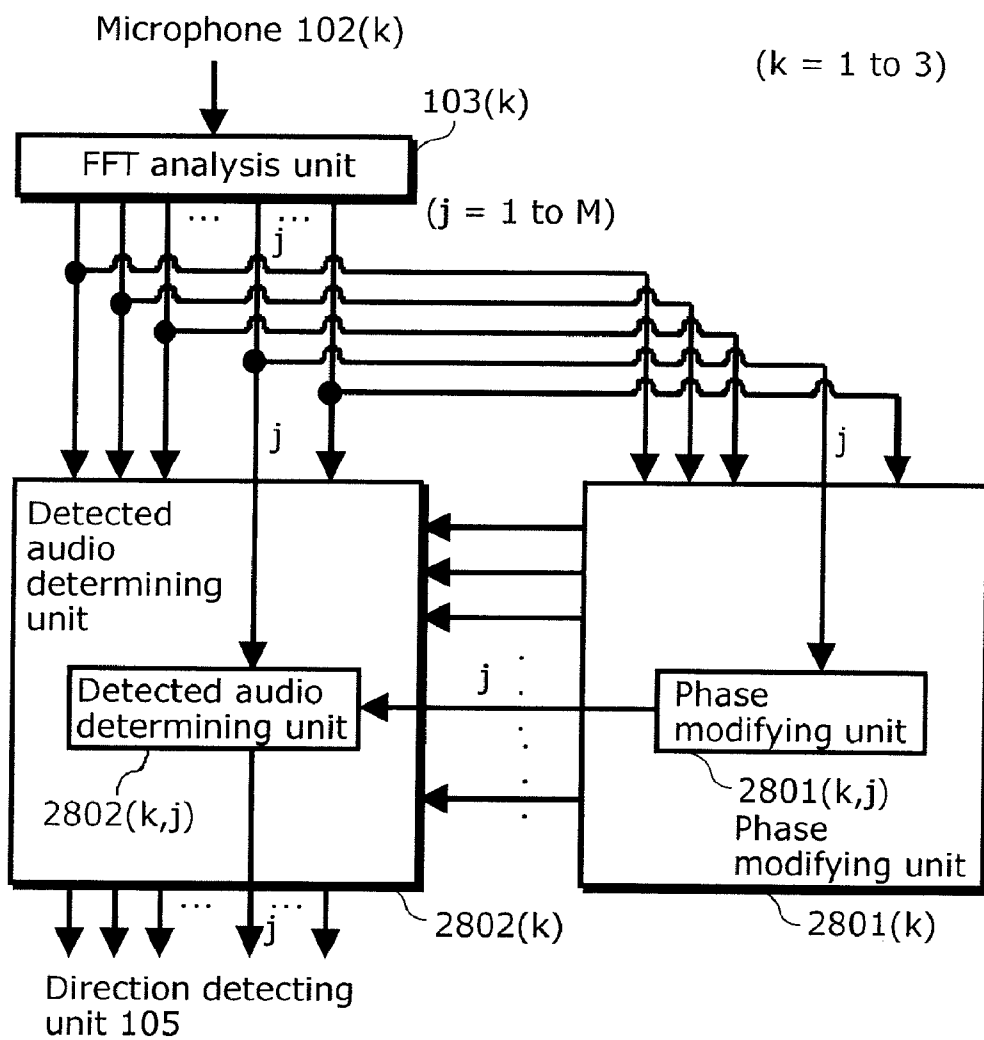 Microphone 102(k)
(k = 1 to 3)
103(k)
FFT analysis unit
... ...
(j = 1 to M)
j
j
j
Detected
audio
determining
unit
j
Detected audio
determining unit
Phase
modifying unit
2802(k,j)
2801(k,j)
Phase
modifying unit
... ...
j
2802(k)
2801(k)
Direction detecting
unit 105